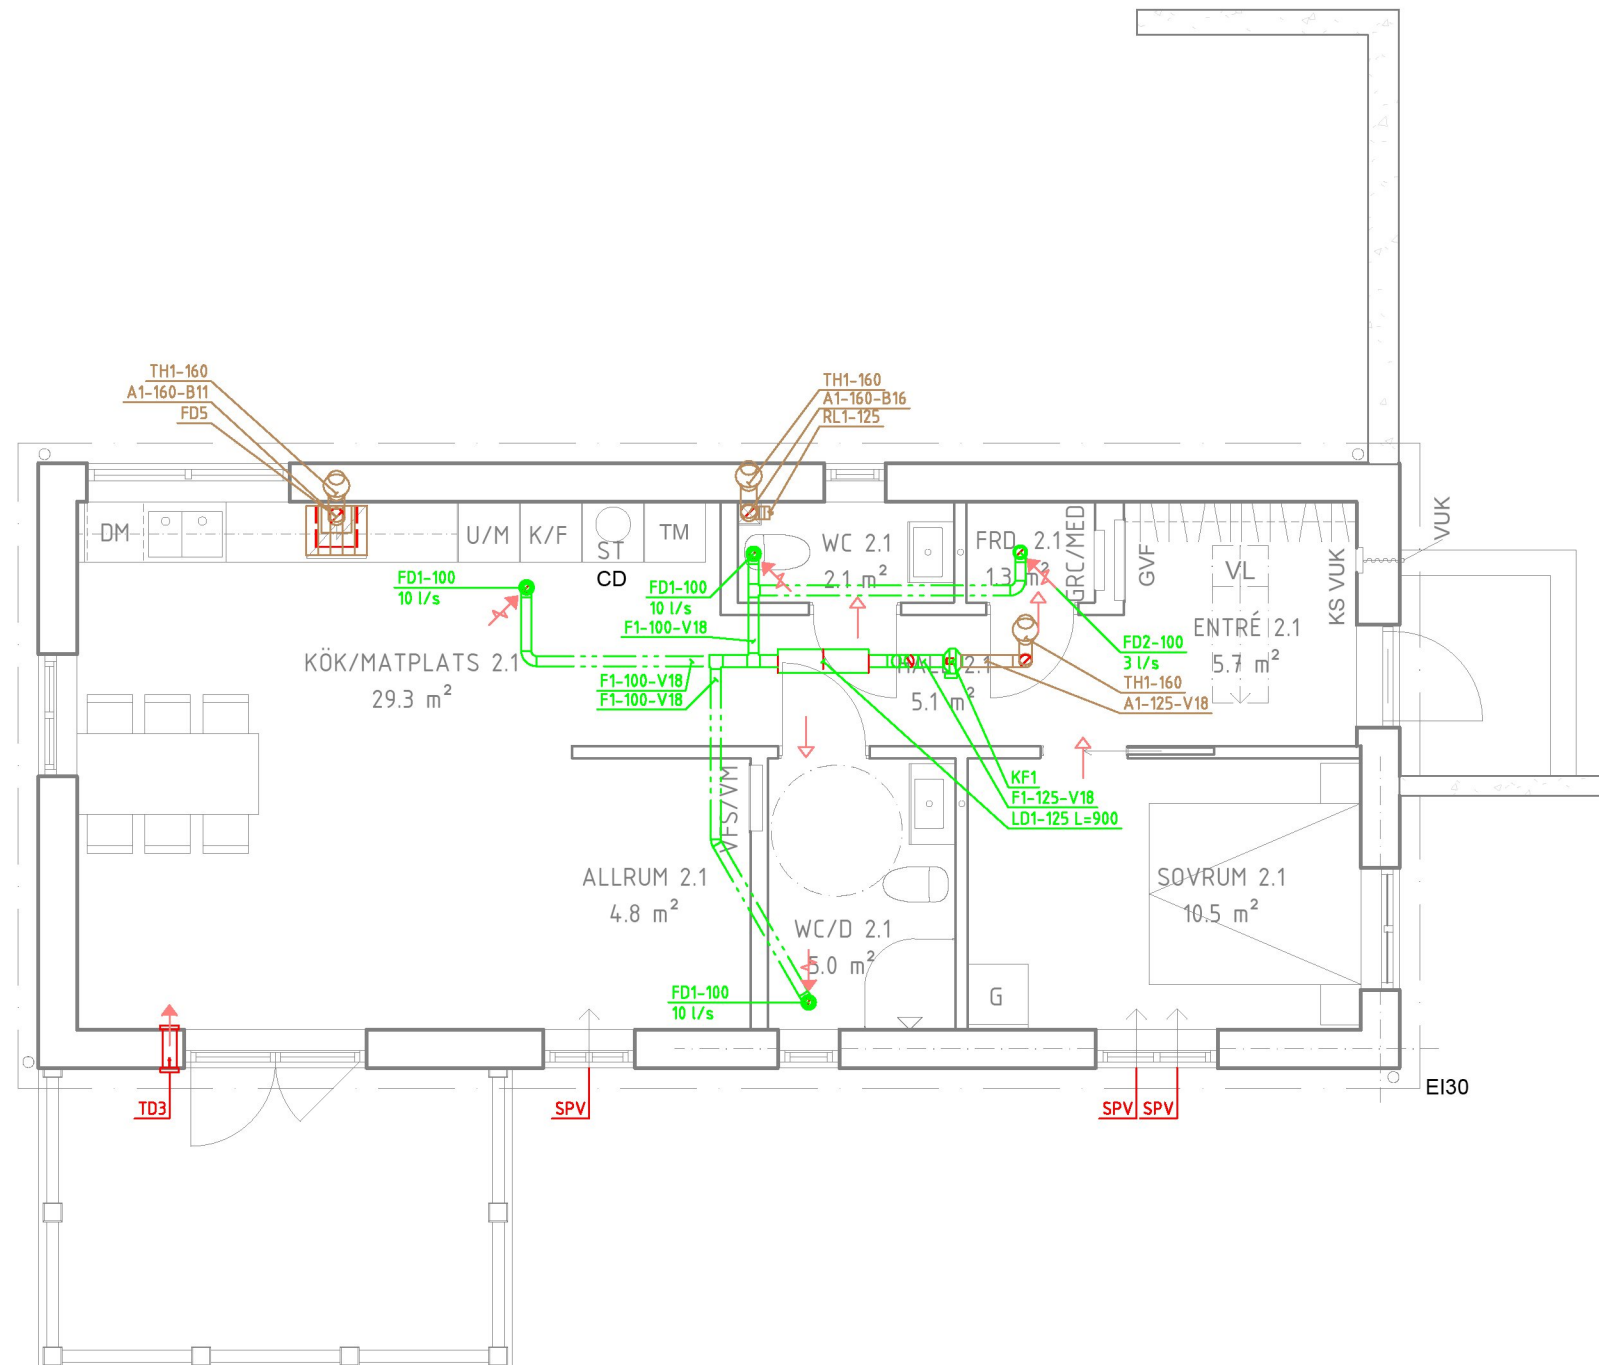 TH1-160
A1-160-B11
FD5
TH1-160
A1-160-B16
RL1-125
DM
U/M
K/F
ST
CD
TM
WC 2.1
2.1 m²
FRD 2.1
1.3 m²
GRC/MED
GVF
VL
KS VUK
VUK
FD1-100
10 l/s
FD1-100
10 l/s
F1-100-V18
KÖK/MATPLATS 2.1
29.3 m²
F1-100-V18
F1-100-V18
HALL 2.1
5.1 m²
FD2-100
3 l/s
TH1-160
A1-125-V18
ENTRÉ 2.1
5.7 m²
VFS/VM
KF1
F1-125-V18
LD1-125 L=900
ALLRUM 2.1
4.8 m²
WC/D 2.1
5.0 m²
SOVRUM 2.1
10.5 m²
G
FD1-100
10 l/s
TD3
SPV
SPV
SPV
EI30